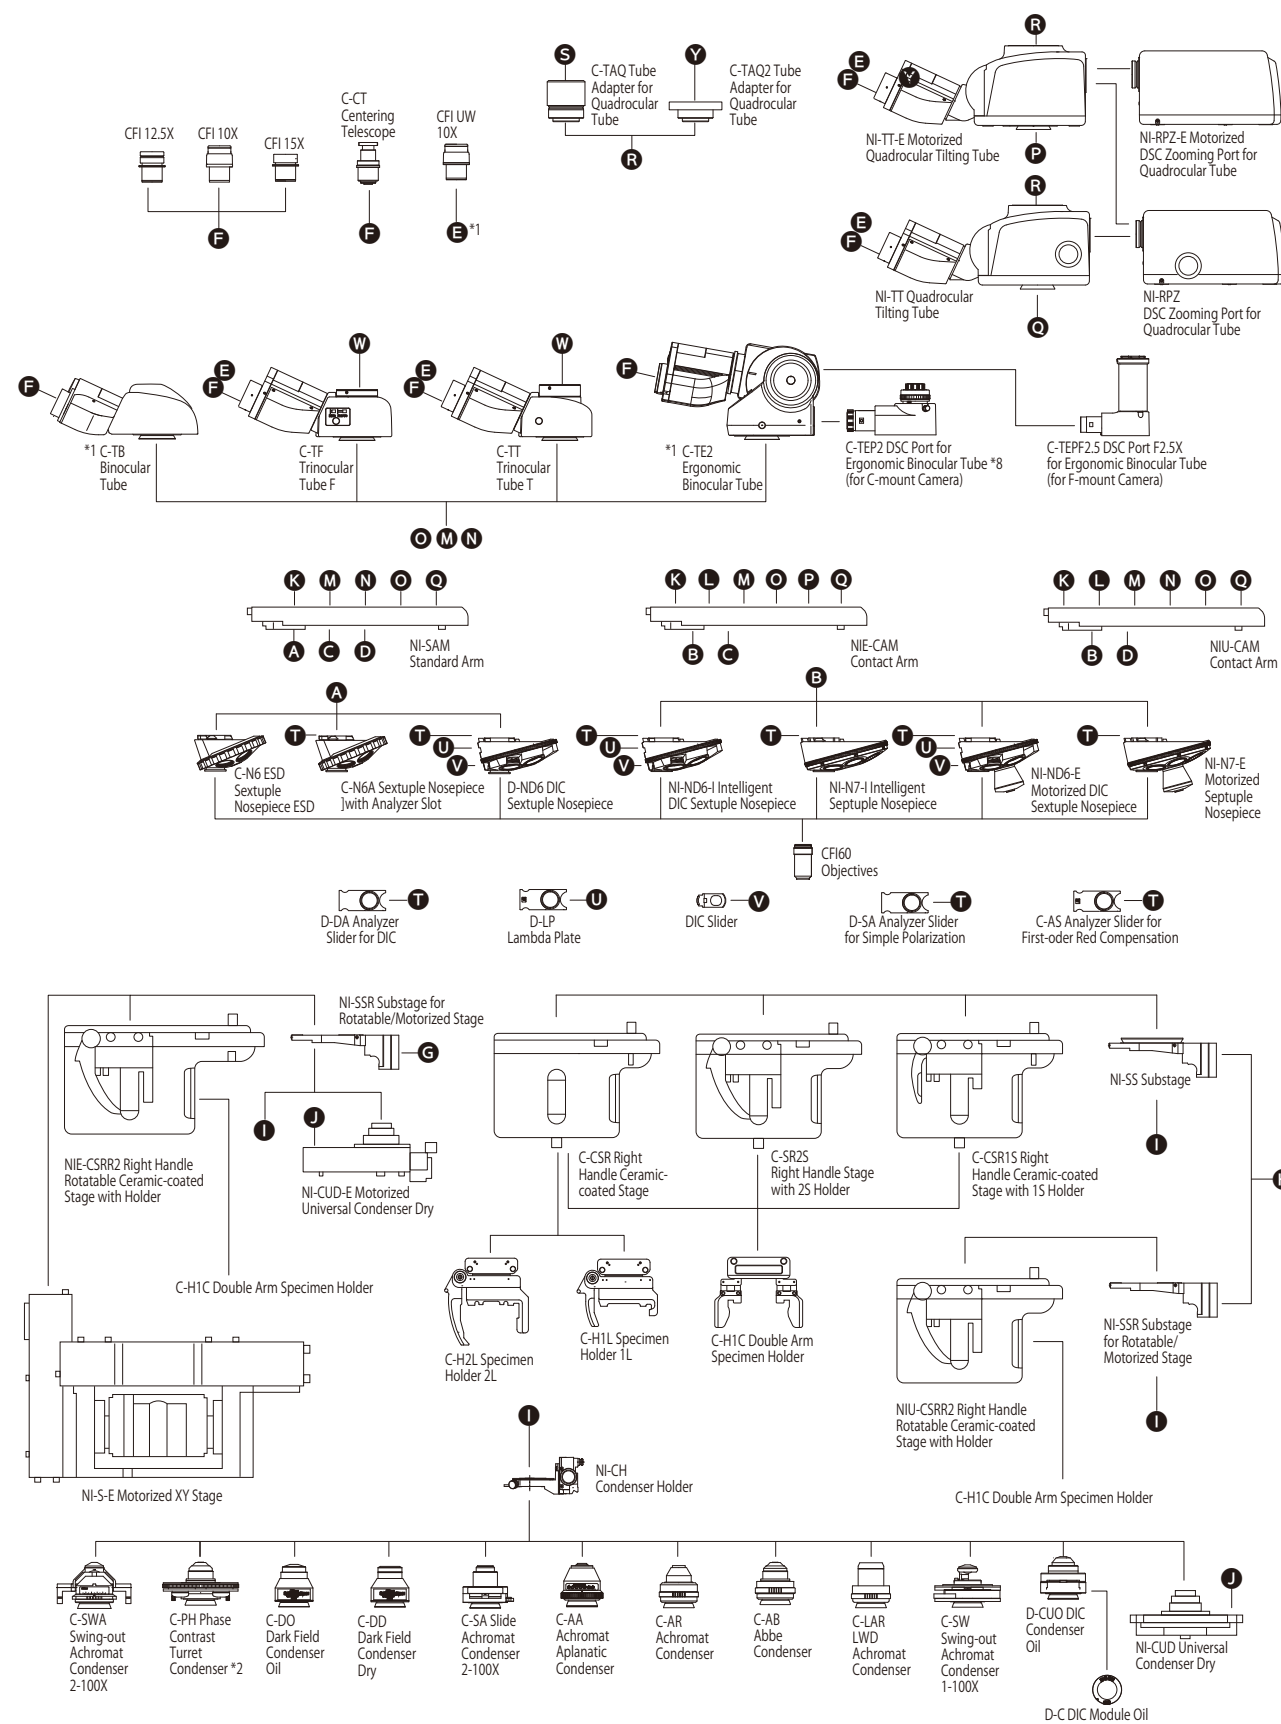 R
S
Y
C-TAQ Tube
Adapter for
Quadrocular
Tube
C-TAQ2 Tube
Adapter for
Quadrocular
Tube
R
E
F
Y
NI-TT-E Motorized
Quadrocular Tilting Tube
P
NI-RPZ-E Motorized
DSC Zooming Port for
Quadrocular Tube
CFI 12.5X
CFI 10X
CFI 15X
F
C-CT
Centering
Telescope
F
CFI UW
10X
E *1
R
E
F
NI-TT Quadrocular
Tilting Tube
Q
NI-RPZ
DSC Zooming Port for
Quadrocular Tube
F
*1 C-TB
Binocular
Tube
E
F
W
C-TF
Trinocular
Tube F
E
F
W
C-TT
Trinocular
Tube T
F
*1 C-TE2
Ergonomic
Binocular Tube
C-TEP2 DSC Port for
Ergonomic Binocular Tube *8
(for C-mount Camera)
C-TEPF2.5 DSC Port F2.5X
for Ergonomic Binocular Tube
(for F-mount Camera)
O M N
K M N O Q
A C D
NI-SAM
Standard Arm
K L M O P Q
B C
NIE-CAM
Contact Arm
K L M N O Q
B D
NIU-CAM
Contact Arm
A
B
C-N6 ESD
Sextuple
Nosepiece ESD
T
C-N6A Sextuple Nosepiece
]with Analyzer Slot
T
U
V
D-ND6 DIC
Sextuple Nosepiece
T
U
V
NI-ND6-I Intelligent
DIC Sextuple Nosepiece
T
NI-N7-I Intelligent
Septuple Nosepiece
T
U
V
NI-ND6-E
Motorized DIC
Sextuple Nosepiece
T
NI-N7-E
Motorized
Septuple
Nosepiece
CFI60
Objectives
T
D-DA Analyzer
Slider for DIC
U
D-LP
Lambda Plate
V
DIC Slider
T
D-SA Analyzer Slider
for Simple Polarization
T
C-AS Analyzer Slider for
First-oder Red Compensation
NI-SSR Substage for
Rotatable/Motorized Stage
G
I
J
NIE-CSRR2 Right Handle
Rotatable Ceramic-coated
Stage with Holder
NI-CUD-E Motorized
Universal Condenser Dry
C-H1C Double Arm Specimen Holder
NI-S-E Motorized XY Stage
C-CSR Right
Handle Ceramic-
coated Stage
C-SR2S
Right Handle Stage
with 2S Holder
C-CSR1S Right
Handle Ceramic-coated
Stage with 1S Holder
NI-SS Substage
I
C-H2L Specimen
Holder 2L
C-H1L Specimen
Holder 1L
C-H1C Double Arm
Specimen Holder
NI-SSR Substage
for Rotatable/
Motorized Stage
I
NIU-CSRR2 Right Handle
Rotatable Ceramic-coated
Stage with Holder
C-H1C Double Arm Specimen Holder
I
NI-CH
Condenser Holder
C-SWA
Swing-out
Achromat
Condenser
2-100X
C-PH Phase
Contrast
Turret
Condenser *2
C-DO
Dark Field
Condenser
Oil
C-DD
Dark Field
Condenser
Dry
C-SA Slide
Achromat
Condenser
2-100X
C-AA
Achromat
Aplanatic
Condenser
C-AR
Achromat
Condenser
C-AB
Abbe
Condenser
C-LAR
LWD
Achromat
Condenser
C-SW
Swing-out
Achromat
Condenser
1-100X
D-CUO DIC
Condenser
Oil
J
NI-CUD Universal
Condenser Dry
D-C DIC Module Oil